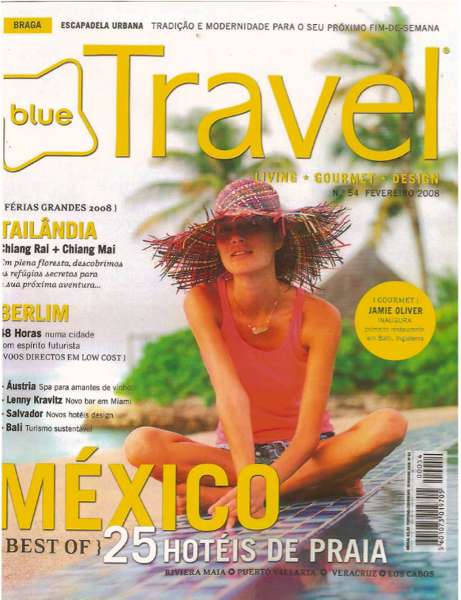 BRAGA ESCAPADELA URBANA TRADIÇÃO E MODERNIDADE PARA O SEU PRÓXIMO FIM-DE-SEMANA
blue Travel®
LIVING • GOURMET • DESIGN
N.º 54 FEVEREIRO 2008
FÉRIAS GRANDES 2008 }
TAILÂNDIA
Chiang Rai + Chiang Mai
Em plena floresta, descobrimos
os refúgios secretos para
a sua próxima aventura...
BERLIM
48 Horas numa cidade
com espírito futurista
VOOS DIRECTOS EM LOW COST }
• Áustria Spa para amantes de vinho
• Lenny Kravitz Novo bar em Miami
• Salvador Novos hotéis design
• Bali Turismo sustentável
{ GOURMET }
JAMIE OLIVER
INAUGURA
primeiro restaurante
em Bath, Inglaterra
MÉXICO
BEST OF } 25 HOTÉIS DE PRAIA
RIVIERA MAIA • PUERTO VALLARTA • VERACRUZ • LOS CABOS
00054
5601073019705